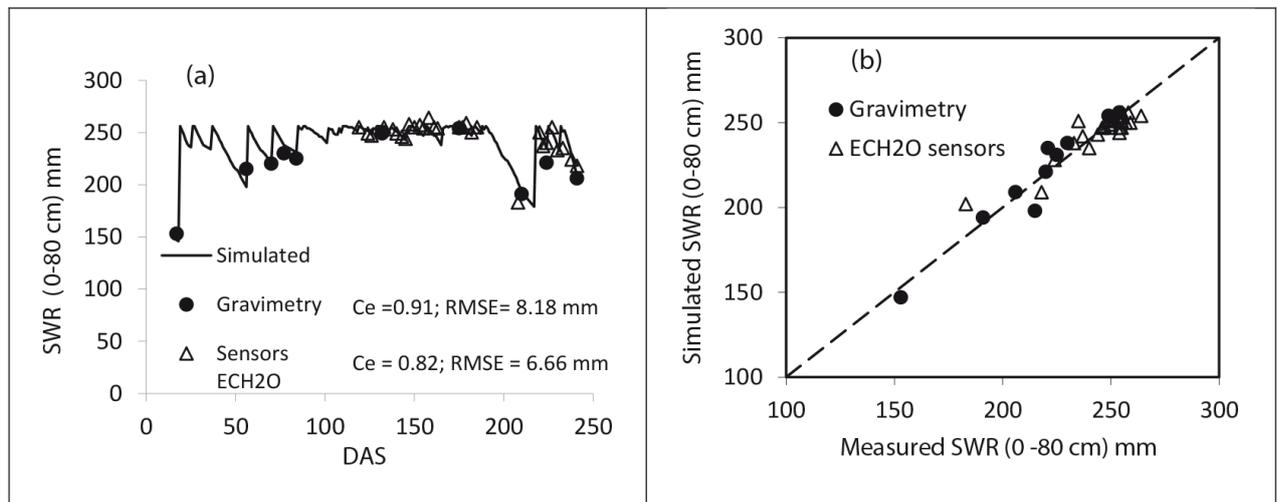 (a)
300
250
200
150
100
50
0
SWR ( 0-80 cm) mm
Simulated
Gravimetry
Ce =0.91; RMSE= 8.18 mm
Sensors
ECH2O
Ce = 0.82; RMSE = 6.66 mm
0 50 100 150 200 250
DAS
(b)
300
250
200
150
100
Simulated SWR (0-80 cm) mm
Gravimetry
ECH2O sensors
100 150 200 250 300
Measured SWR (0 -80 cm) mm